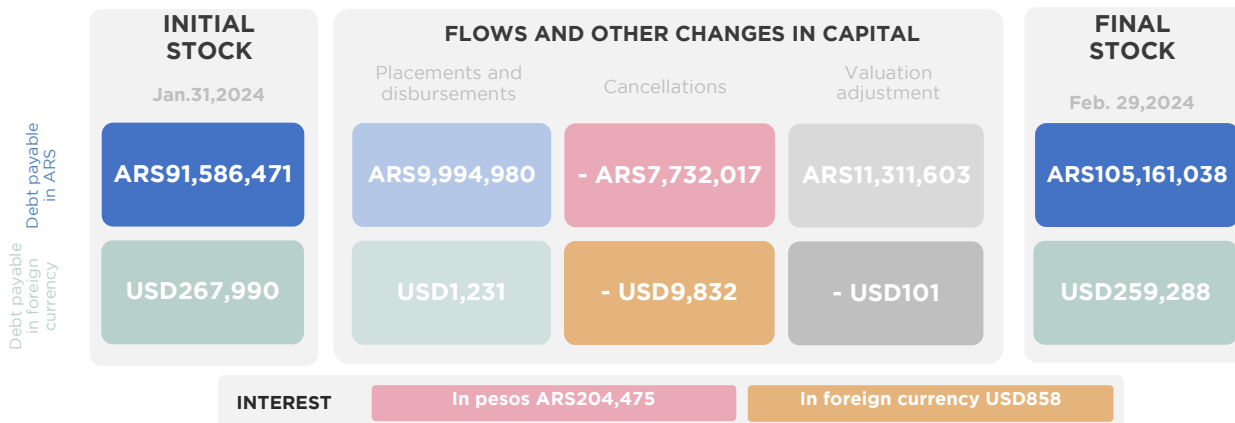 INITIAL
STOCK
Jan.31,2024
FLOWS AND OTHER CHANGES IN CAPITAL
Placements and
disbursements
Cancellations
Valuation
adjustment
FINAL
STOCK
Feb. 29,2024
Debt payable
in ARS
ARS91,586,471
ARS9,994,980
- ARS7,732,017
ARS11,311,603
ARS105,161,038
Debt payable
in foreign
currency
USD267,990
USD1,231
- USD9,832
- USD101
USD259,288
INTEREST
In pesos ARS204,475
In foreign currency USD858